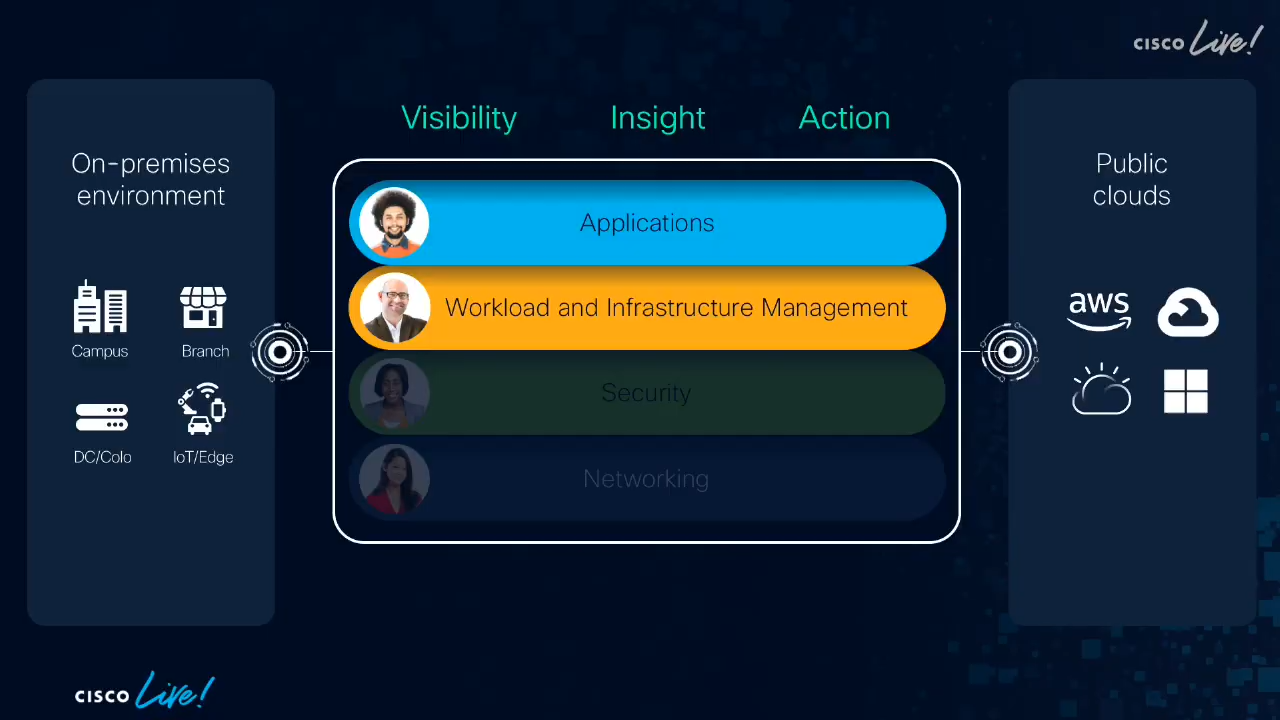 CISCO Live!
Visibility Insight Action
On-premises
environment
Campus
Branch
DC/Colo
IoT/Edge
Applications
Workload and Infrastructure Management
Security
Networking
Public
clouds
aws
CISCO Live!